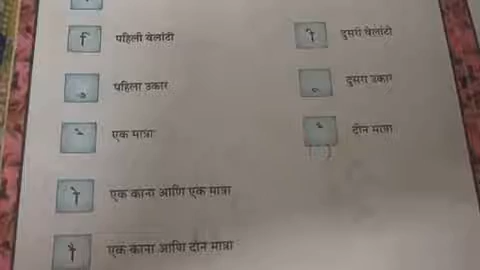 ि पहिली वेलांटी ी दुसरी वेलांटी
ु पहिला उकार ू दुसरा उकार
े एक मात्रा ै दोन मात्रा
ो एक काना आणि एक मात्रा
ौ एक काना आणि दोन मात्रा